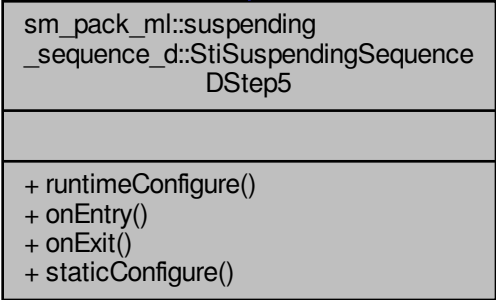 sm_pack_ml::suspending
_sequence_d::StiSuspendingSequence
DStep5
+ runtimeConfigure()
+ onEntry()
+ onExit()
+ staticConfigure()